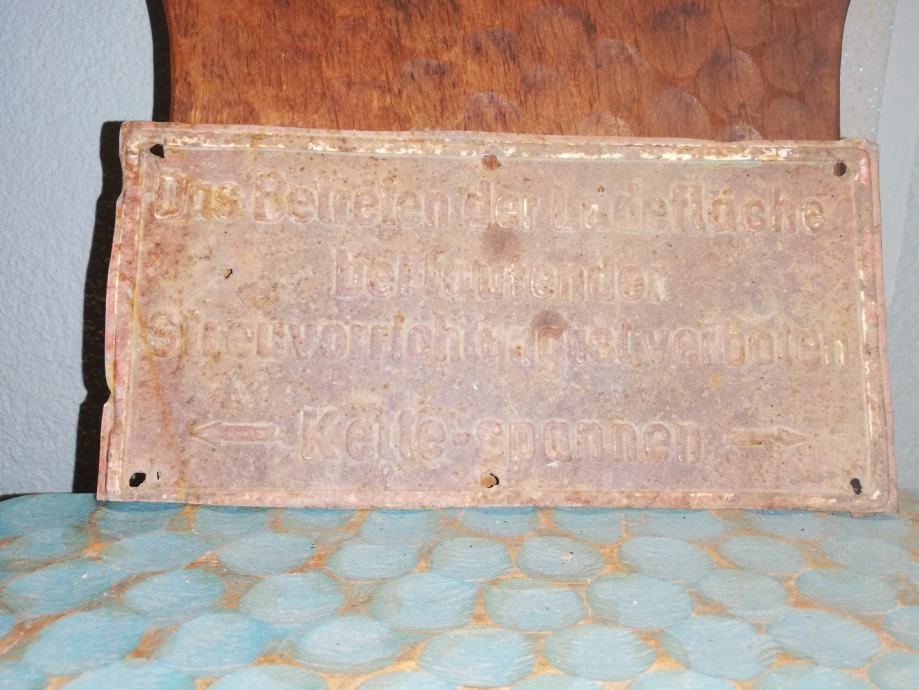 Das Betreten der Ladefläche
bei laufender
Streuvorrichtung ist verboten
Kette-spannen